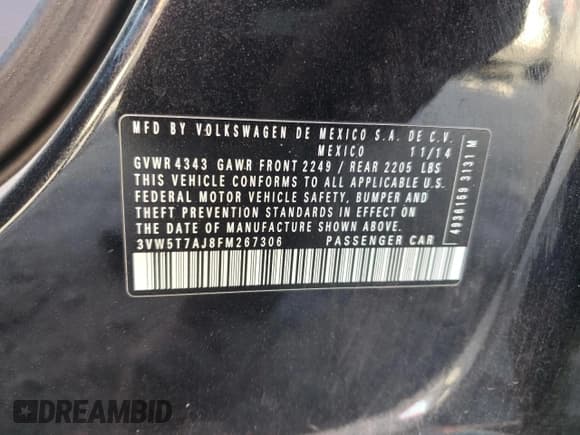 MFD BY VOLKSWAGEN DE MEXICO S.A. DE C.V.
MEXICO 11/14
GVWR 4343 GAWR FRONT 2249 / REAR 2205 LBS
THIS VEHICLE CONFORMS TO ALL APPLICABLE U.S.
FEDERAL MOTOR VEHICLE SAFETY, BUMPER AND
THEFT PREVENTION STANDARDS IN EFFECT ON
THE DATE OF MANUFACTURE SHOWN ABOVE.
3VW5T7AJ8FM267306 PASSENGER CAR
4936169 3131 M
DREAMBID